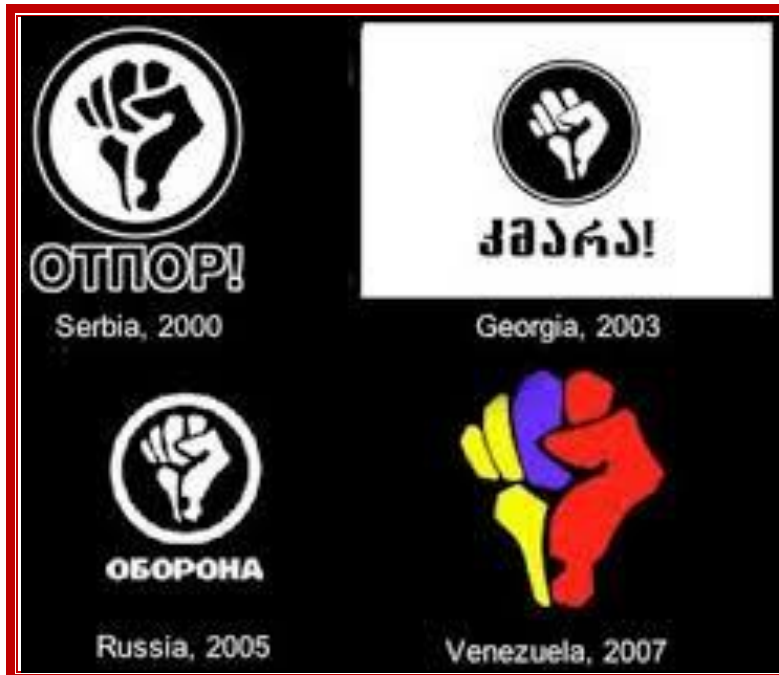 ОТПОР!
Serbia, 2000
კმარა!
Georgia, 2003
ОБОРОНА
Russia, 2005
Venezuela, 2007